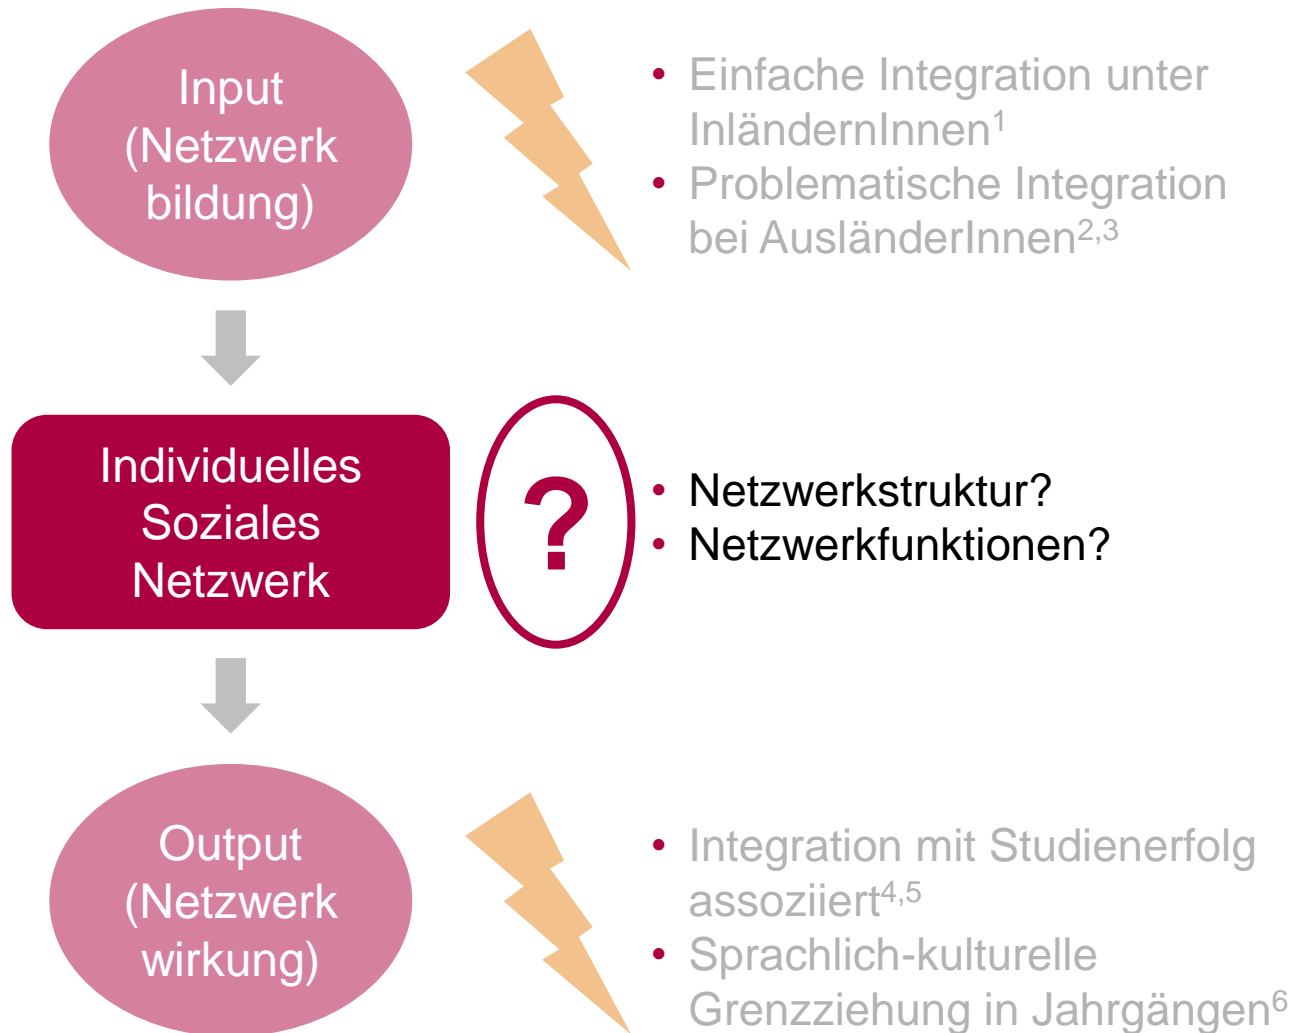 Input
(Netzwerk
bildung)
• Einfache Integration unter
InländernInnen¹
• Problematische Integration
bei AusländerInnen²,³
Individuelles
Soziales
Netzwerk
?
• Netzwerkstruktur?
• Netzwerkfunktionen?
Output
(Netzwerk
wirkung)
• Integration mit Studienerfolg
assoziiert⁴,⁵
• Sprachlich-kulturelle
Grenzziehung in Jahrgängen⁶